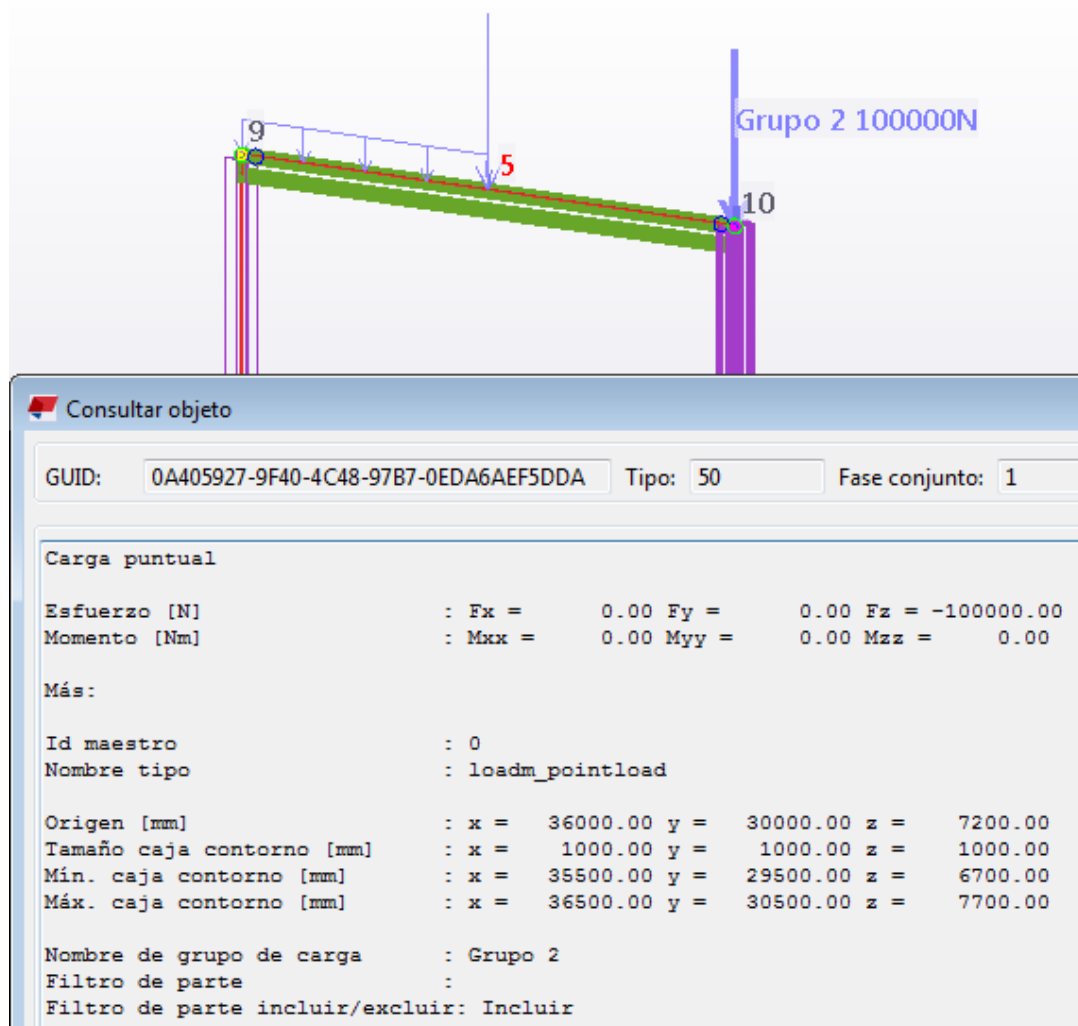 9
5
Grupo 2 100000N
10
Consultar objeto
GUID: 0A405927-9F40-4C48-97B7-0EDA6AEF5DDA Tipo: 50 Fase conjunto: 1
Carga puntual
Esfuerzo [N] : Fx = 0.00 Fy = 0.00 Fz = -100000.00
Momento [Nm] : Mxx = 0.00 Myy = 0.00 Mzz = 0.00
Más:
Id maestro : 0
Nombre tipo : loadm_pointload
Origen [mm] : x = 36000.00 y = 30000.00 z = 7200.00
Tamaño caja contorno [mm] : x = 1000.00 y = 1000.00 z = 1000.00
Mín. caja contorno [mm] : x = 35500.00 y = 29500.00 z = 6700.00
Máx. caja contorno [mm] : x = 36500.00 y = 30500.00 z = 7700.00
Nombre de grupo de carga : Grupo 2
Filtro de parte :
Filtro de parte incluir/excluir: Incluir